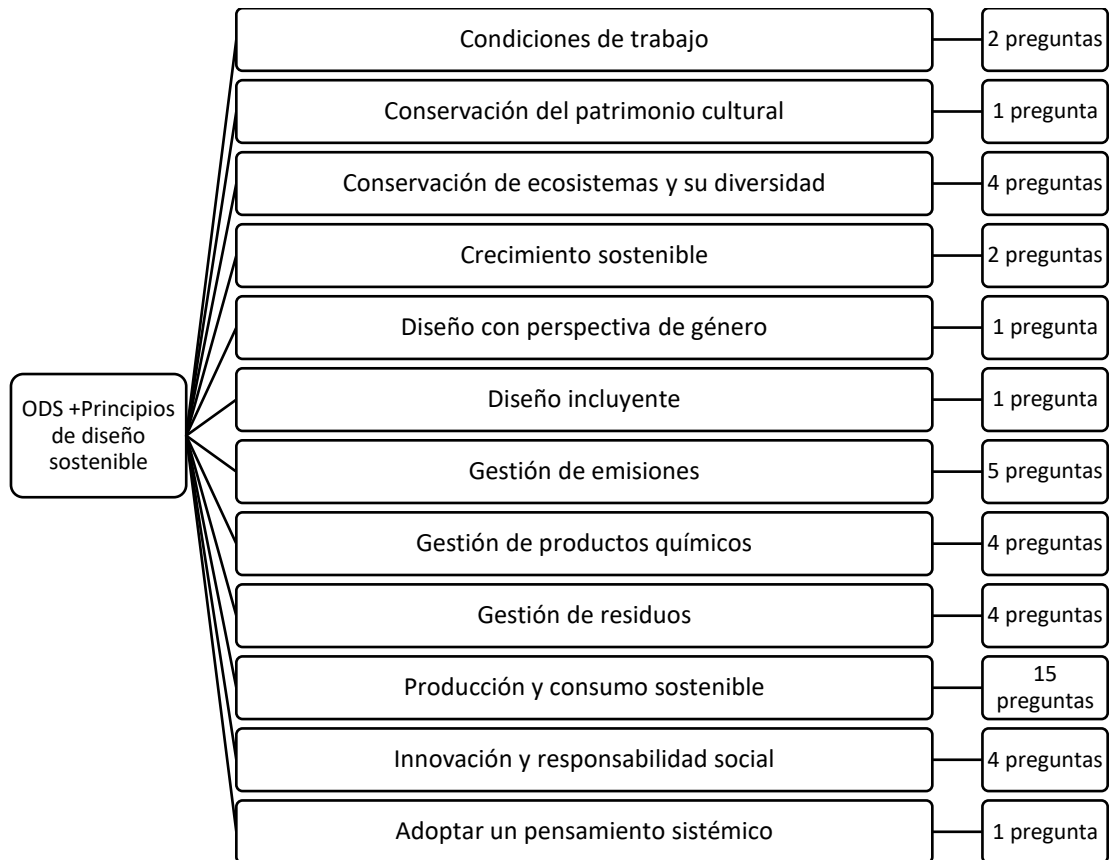 Condiciones de trabajo
2 preguntas
Conservación del patrimonio cultural
1 pregunta
Conservación de ecosistemas y su diversidad
4 preguntas
Crecimiento sostenible
2 preguntas
Diseño con perspectiva de género
1 pregunta
ODS +Principios
de diseño
sostenible
Diseño incluyente
1 pregunta
Gestión de emisiones
5 preguntas
Gestión de productos químicos
4 preguntas
Gestión de residuos
4 preguntas
Producción y consumo sostenible
15
preguntas
Innovación y responsabilidad social
4 preguntas
Adoptar un pensamiento sistémico
1 pregunta